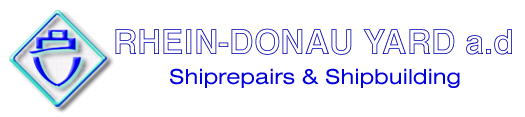 RHEIN-DONAU YARD a.d
Shiprepairs & Shipbuilding